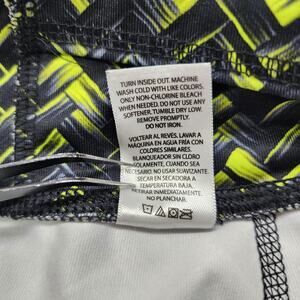 TURN INSIDE OUT. MACHINE
WASH COLD WITH LIKE COLORS.
ONLY NON-CHLORINE BLEACH
WHEN NEEDED. DO NOT USE ANY
SOFTENER. TUMBLE DRY LOW.
REMOVE PROMPTLY.
DO NOT IRON.
VOLTEAR AL REVÉS. LAVAR A
MÁQUINA EN AGUA FRÍA CON
COLORES SIMILARES.
BLANQUEADOR SIN CLORO
SOLAMENTE, CUANDO SEA
NECESARIO. NO USAR SUAVIZANTE.
SECAR EN SECADORA A
TEMPERATURA BAJA.
RETIRAR INMEDIATAMENTE.
NO PLANCHAR.